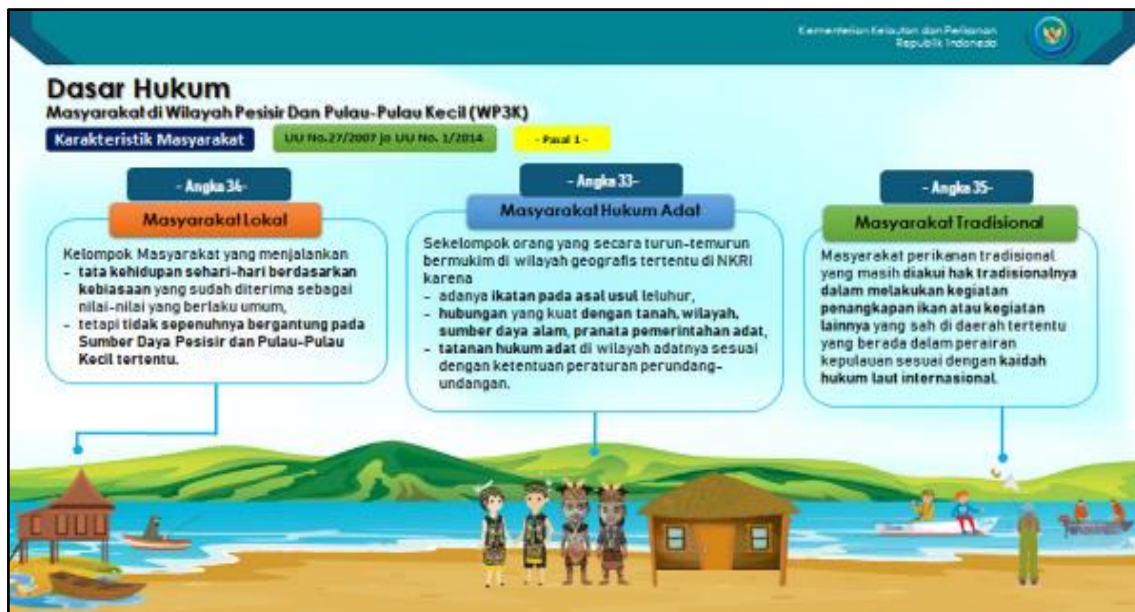 Kementerian Kelautan dan Perikanan
Republik Indonesia
Dasar Hukum
Masyarakat di Wilayah Pesisir Dan Pulau-Pulau Kecil (WP3K)
Karakteristik Masyarakat
UU No.27/2007 jo UU No. 1/2014
- Pasal 1 -
- Angka 34-
Masyarakat Lokal
Kelompok Masyarakat yang menjalankan
- tata kehidupan sehari-hari berdasarkan
kebiasaan yang sudah diterima sebagai
nilai-nilai yang berlaku umum,
- tetapi tidak sepenuhnya bergantung pada
Sumber Daya Pesisir dan Pulau-Pulau
Kecil tertentu.
- Angka 33-
Masyarakat Hukum Adat
Sekelompok orang yang secara turun-temurun
bermukim di wilayah geografis tertentu di NKRI
karena
- adanya ikatan pada asal usul leluhur,
- hubungan yang kuat dengan tanah, wilayah,
sumber daya alam, pranata pemerintahan adat,
- tatanan hukum adat di wilayah adatnya sesuai
dengan ketentuan peraturan perundang-
undangan.
- Angka 35-
Masyarakat Tradisional
Masyarakat perikanan tradisional
yang masih diakui hak tradisionalnya
dalam melakukan kegiatan
penangkapan ikan atau kegiatan
lainnya yang sah di daerah tertentu
yang berada dalam perairan
kepulauan sesuai dengan kaidah
hukum laut internasional.